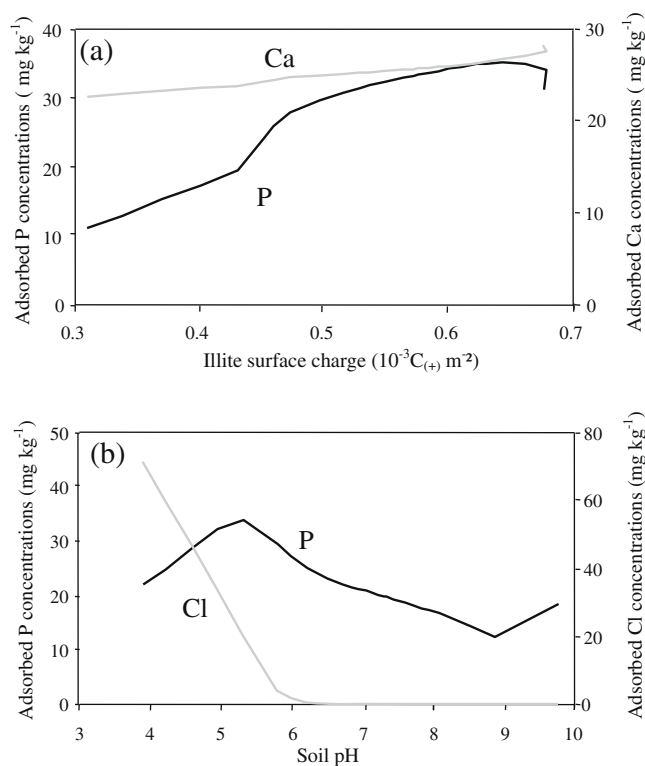 (a)
Ca
P
Adsorbed P concentrations ( mg kg⁻¹)
40
30
20
10
0
Adsorbed Ca concentrations ( mg kg⁻¹)
30
20
10
0
0.3 0.4 0.5 0.6 0.7
Illite surface charge (10⁻³C₍₊₎ m⁻²)
(b)
P
Cl
Adsorbed P concentrations (mg kg⁻¹)
50
40
30
20
10
0
Adsorbed Cl concentrations (mg kg⁻¹)
80
60
40
20
0
3 4 5 6 7 8 9 10
Soil pH